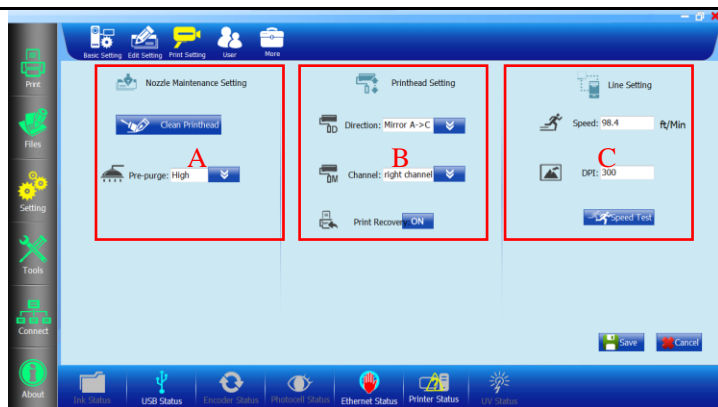 Basic Setting Edit Setting Print Setting User More
Print
Files
Setting
Tools
Connect
About
Nozzle Maintenance Setting
Clean Printhead
A
Pre-purge: High
Printhead Setting
Direction: Mirror A->C
B
Channel: right channel
Print Recovery ON
Line Setting
Speed: 98.4 ft/Min
C
DPI: 300
Speed Test
Save Cancel
Ink Status USB Status Encoder Status Photocell Status Ethernet Status Printer Status UV Status